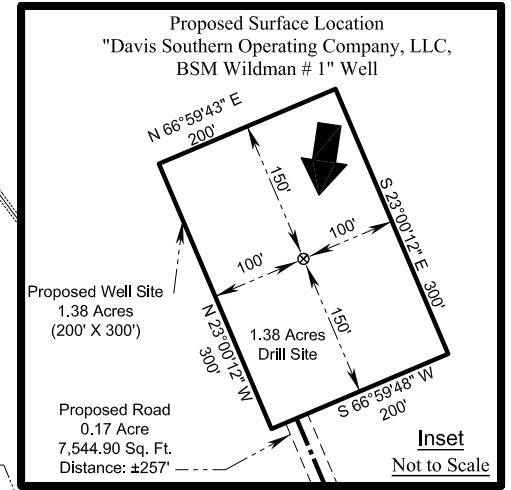 Proposed Surface Location
"Davis Southern Operating Company, LLC,
BSM Wildman # 1" Well
N 66°59'43" E
200'
150'
S 23°00'12" E 300'
100'
100'
Proposed Well Site
1.38 Acres
(200' X 300')
N 23°00'12" W
300'
150'
1.38 Acres
Drill Site
S 66°59'48" W
200'
Proposed Road
0.17 Acre
7,544.90 Sq. Ft.
Distance: ±257'
Inset
Not to Scale